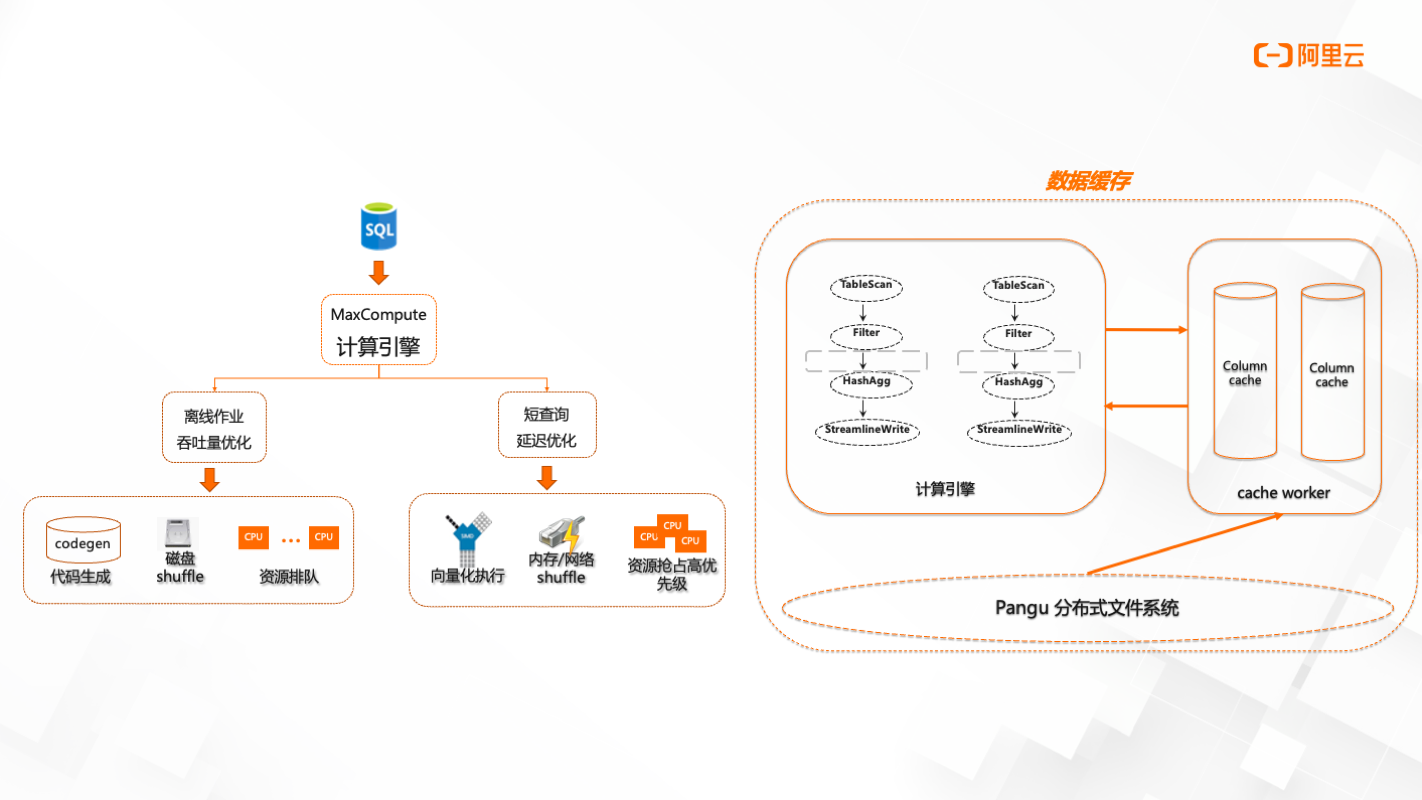 阿里云
SQL
MaxCompute
计算引擎
离线作业
吞吐量优化
短查询
延迟优化
codegen
代码生成
磁盘
shuffle
CPU
...
CPU
资源排队
SIMD
向量化执行
内存/网络
shuffle
CPU
CPU
CPU
资源抢占高优
先级
数据缓存
TableScan
Filter
HashAgg
StreamlineWrite
TableScan
Filter
HashAgg
StreamlineWrite
计算引擎
Column
cache
Column
cache
cache worker
Pangu 分布式文件系统